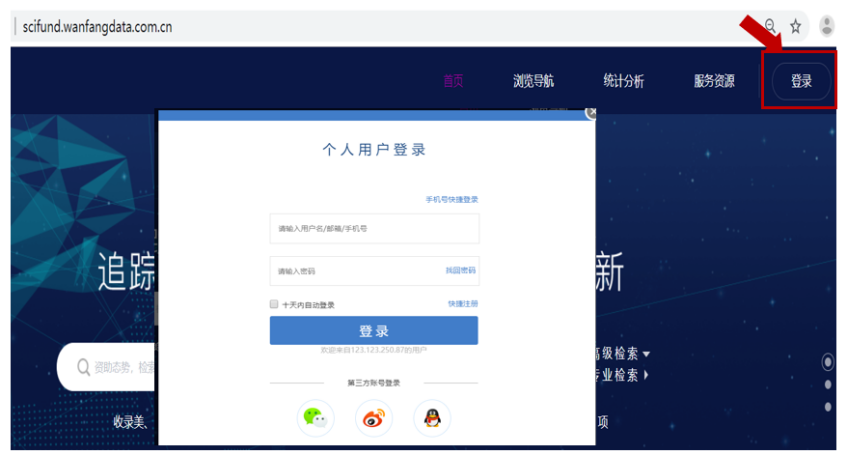 scifund.wanfangdata.com.cn
首页 浏览导航 统计分析 服务资源 登录
个人用户登录
手机号快捷登录
请输入用户名/邮箱/手机号
追踪
新
请输入密码 找回密码
十天内自动登录 快捷注册
登录
欢迎来自123.123.250.87的用户
高级检索
资助态势，检索
专业检索
第三方账号登录
收录美、
项